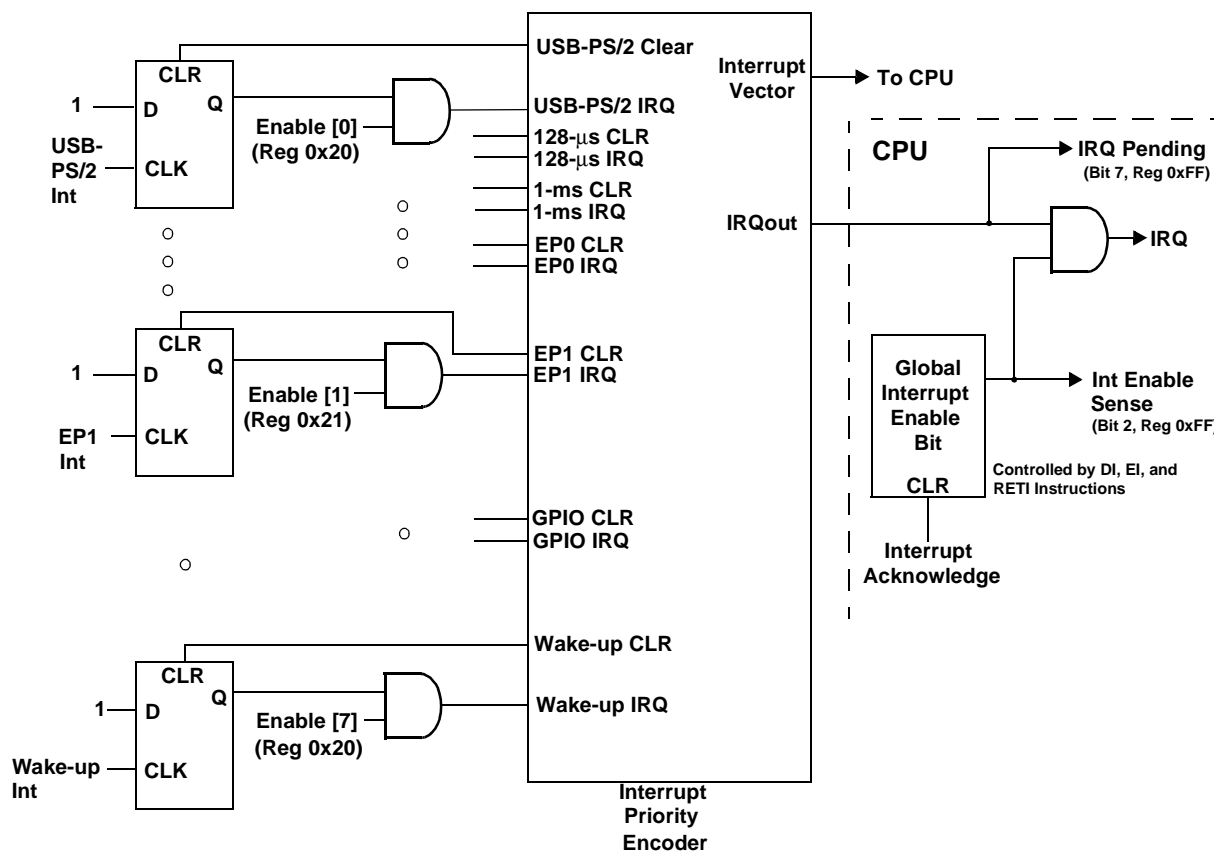 CLR
1
D
Q
USB-
PS/2
Int
CLK
Enable [0]
(Reg 0x20)
CLR
1
D
Q
EP1
Int
CLK
Enable [1]
(Reg 0x21)
CLR
1
D
Q
Wake-up
Int
CLK
Enable [7]
(Reg 0x20)
USB-PS/2 Clear
USB-PS/2 IRQ
128-μs CLR
128-μs IRQ
1-ms CLR
1-ms IRQ
EP0 CLR
EP0 IRQ
EP1 CLR
EP1 IRQ
GPIO CLR
GPIO IRQ
Wake-up CLR
Wake-up IRQ
Interrupt
Vector
IRQout
Interrupt
Priority
Encoder
To CPU
CPU
IRQ Pending
(Bit 7, Reg 0xFF)
IRQ
Global
Interrupt
Enable
Bit
CLR
Int Enable
Sense
(Bit 2, Reg 0xFF)
Controlled by DI, EI, and
RETI Instructions
Interrupt
Acknowledge